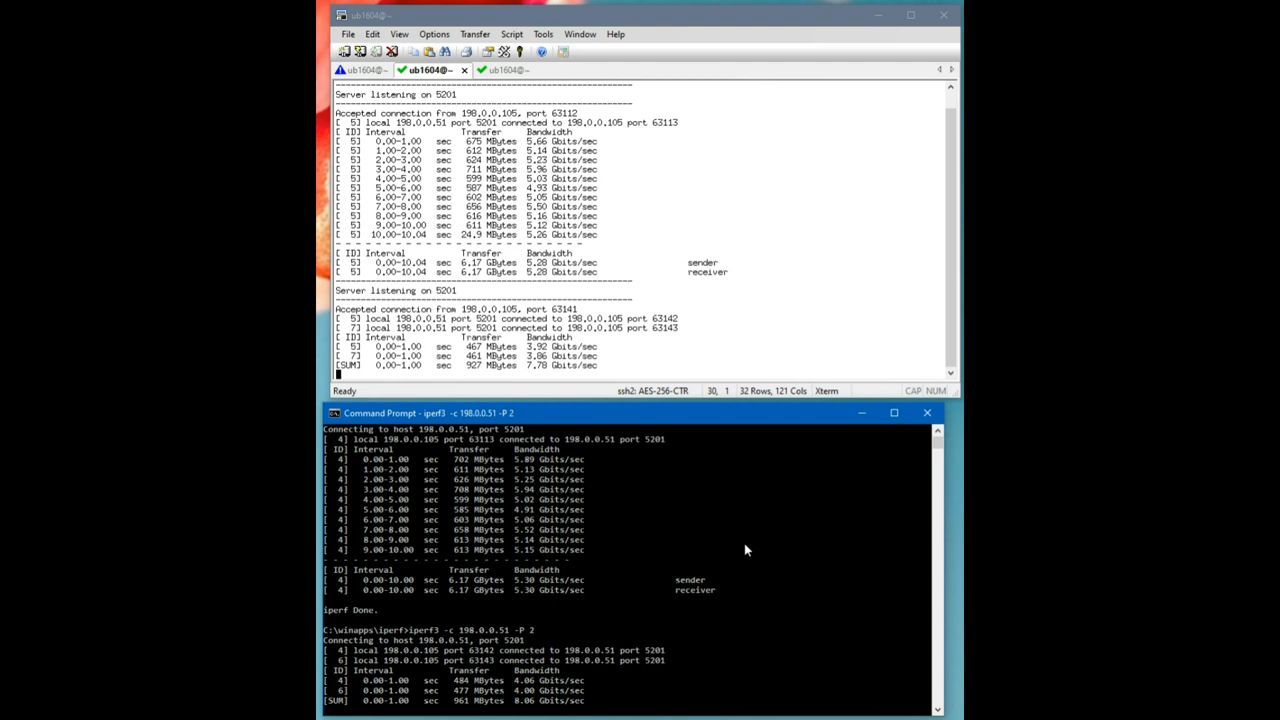 ub1604@~
File Edit View Options Transfer Script Tools Window Help
ub1604@~ ub1604@~ ub1604@~
Server listening on 5201
Accepted connection from 198.0.0.105, port 63112
[  5] local 198.0.0.51 port 5201 connected to 198.0.0.105 port 63113
[ ID] Interval           Transfer     Bandwidth
[  5]   0.00-1.00   sec   675 MBytes  5.66 Gbits/sec
[  5]   1.00-2.00   sec   612 MBytes  5.14 Gbits/sec
[  5]   2.00-3.00   sec   624 MBytes  5.23 Gbits/sec
[  5]   3.00-4.00   sec   711 MBytes  5.96 Gbits/sec
[  5]   4.00-5.00   sec   599 MBytes  5.03 Gbits/sec
[  5]   5.00-6.00   sec   587 MBytes  4.93 Gbits/sec
[  5]   6.00-7.00   sec   602 MBytes  5.05 Gbits/sec
[  5]   7.00-8.00   sec   656 MBytes  5.50 Gbits/sec
[  5]   8.00-9.00   sec   616 MBytes  5.16 Gbits/sec
[  5]   9.00-10.00  sec   611 MBytes  5.12 Gbits/sec
[  5]  10.00-10.04  sec  24.9 MBytes  5.26 Gbits/sec
- - - - - - - - - - - - - - - - - - - - - - - - -
[ ID] Interval           Transfer     Bandwidth
[  5]   0.00-10.04  sec  6.17 GBytes  5.28 Gbits/sec                  sender
[  5]   0.00-10.04  sec  6.17 GBytes  5.28 Gbits/sec                  receiver
-----------------------------------------------------------
Server listening on 5201
-----------------------------------------------------------
Accepted connection from 198.0.0.105, port 63141
[  5] local 198.0.0.51 port 5201 connected to 198.0.0.105 port 63142
[  7] local 198.0.0.51 port 5201 connected to 198.0.0.105 port 63143
[ ID] Interval           Transfer     Bandwidth
[  5]   0.00-1.00   sec   467 MBytes  3.92 Gbits/sec
[  7]   0.00-1.00   sec   461 MBytes  3.86 Gbits/sec
[SUM]   0.00-1.00   sec   927 MBytes  7.78 Gbits/sec
Ready ssh2: AES-256-CTR 30, 1 32 Rows, 121 Cols Xterm CAP NUM
Command Prompt - iperf3 -c 198.0.0.51 -P 2
Connecting to host 198.0.0.51, port 5201
[  4] local 198.0.0.105 port 63113 connected to 198.0.0.51 port 5201
[ ID] Interval           Transfer     Bandwidth
[  4]   0.00-1.00   sec   702 MBytes  5.89 Gbits/sec
[  4]   1.00-2.00   sec   611 MBytes  5.13 Gbits/sec
[  4]   2.00-3.00   sec   626 MBytes  5.25 Gbits/sec
[  4]   3.00-4.00   sec   708 MBytes  5.94 Gbits/sec
[  4]   4.00-5.00   sec   599 MBytes  5.02 Gbits/sec
[  4]   5.00-6.00   sec   585 MBytes  4.91 Gbits/sec
[  4]   6.00-7.00   sec   603 MBytes  5.06 Gbits/sec
[  4]   7.00-8.00   sec   658 MBytes  5.52 Gbits/sec
[  4]   8.00-9.00   sec   613 MBytes  5.14 Gbits/sec
[  4]   9.00-10.00  sec   613 MBytes  5.15 Gbits/sec
- - - - - - - - - - - - - - - - - - - - - - - - -
[ ID] Interval           Transfer     Bandwidth
[  4]   0.00-10.00  sec  6.17 GBytes  5.30 Gbits/sec                  sender
[  4]   0.00-10.00  sec  6.17 GBytes  5.30 Gbits/sec                  receiver
iperf Done.
C:\winapps\iperf>iperf3 -c 198.0.0.51 -P 2
Connecting to host 198.0.0.51, port 5201
[  4] local 198.0.0.105 port 63142 connected to 198.0.0.51 port 5201
[  6] local 198.0.0.105 port 63143 connected to 198.0.0.51 port 5201
[ ID] Interval           Transfer     Bandwidth
[  4]   0.00-1.00   sec   484 MBytes  4.06 Gbits/sec
[  6]   0.00-1.00   sec   477 MBytes  4.00 Gbits/sec
[SUM]   0.00-1.00   sec   961 MBytes  8.06 Gbits/sec